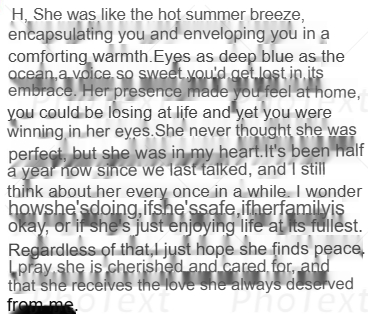 H, She was like the hot summer breeze,
encapsulating you and enveloping you in a
comforting warmth.Eyes as deep blue as the
ocean,a voice so sweet you'd get lost in its
embrace. Her presence made you feel at home,
you could be losing at life and yet you were
winning in her eyes.She never thought she was
perfect, but she was in my heart.It's been half
a year now since we last talked, and I still
think about her every once in a while. I wonder
howshe'sdoing,ifshe'ssafe,ifherfamilyis
okay, or if she's just enjoying life at its fullest.
Regardless of that,I just hope she finds peace,
I,pray,she is cherished and cared for, and
that she receives the love she always deserved
from me.
PhoText
PhoText